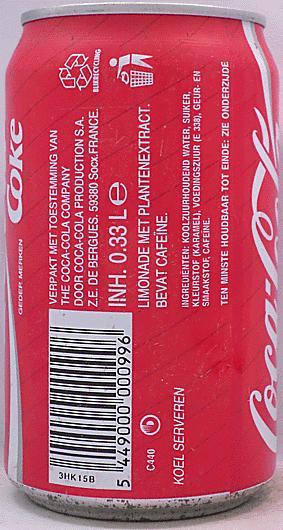 Coke
GEDEP. MERKEN
VERPAKT MET TOESTEMMING VAN
THE COCA-COLA COMPANY
DOOR COCA-COLA PRODUCTION S.A.
Z.E. DE BERGUES. 59380 Socx.FRANCE.
INH. 0.33 L e
LIMONADE MET PLANTENEXTRACT.
BEVAT CAFEÏNE.
INGREDIËNTEN: KOOLZUURHOUDEND WATER, SUIKER,
KLEURSTOF (KARAMEL), VOEDINGSZUUR (E 338), GEUR- EN
SMAAKSTOF, CAFEÏNE.
TEN MINSTE HOUDBAAR TOT EINDE: ZIE ONDERZIJDE
3HK15B
5 449000 000996
C440
KOEL SERVEREN
Coca-Cola